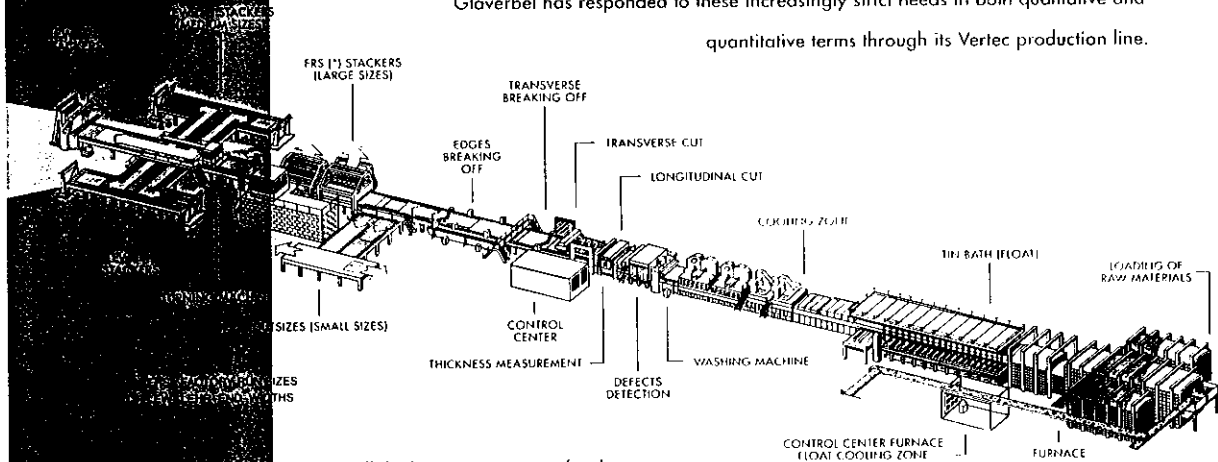 Glaverbel has responded to these increasingly strict needs in both qualitative and
quantitative terms through its Vertec production line.
STACKERS
FRS (*) STACKERS
(LARGE SIZES)
TRANSVERSE
BREAKING OFF
EDGES
BREAKING
OFF
TRANSVERSE CUT
LONGITUDINAL CUT
COOLING ZONE
TIN BATH (FLOAT)
LOADING OF
RAW MATERIALS
(SMALL SIZES)
CONTROL
CENTER
THICKNESS MEASUREMENT
WASHING MACHINE
DEFECTS
DETECTION
CONTROL CENTER FURNACE
FLOAT COOLING ZONE
FURNACE